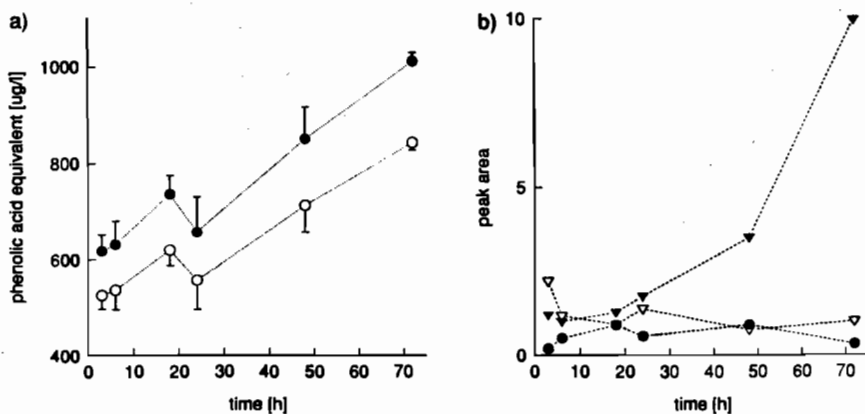 a)
phenolic acid equivalent [ug/l]
1000
800
600
400
0 10 20 30 40 50 60 70
time [h]
b)
peak area
10
5
0
0 10 20 30 40 50 60 70
time [h]